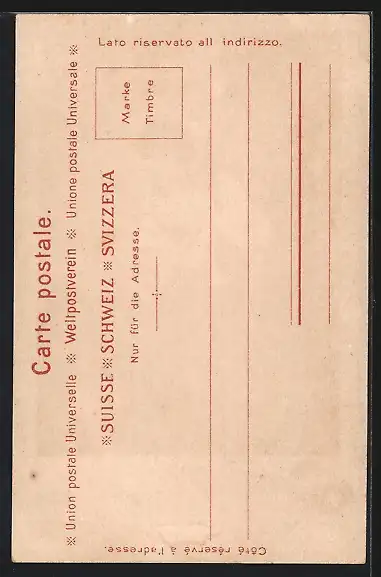 Carte postale.
※ Union postale Universelle ※ Weltpostverein ※ Unione postale Universale ※
※ SUISSE ※ SCHWEIZ ※ SVIZZERA
Nur für die Adresse.
Marke
Timbre
Côté réservé à l'adresse.
Lato riservato all indirizzo.